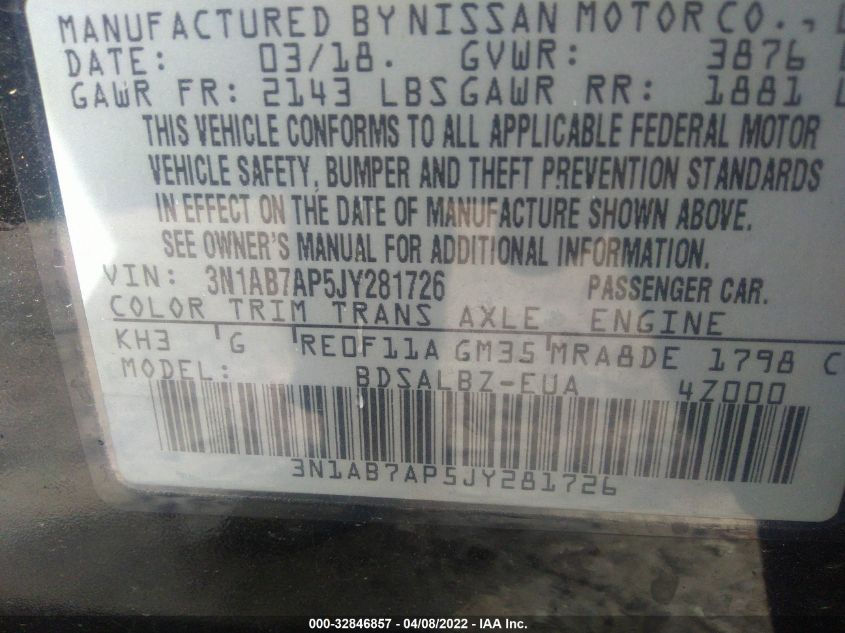 MANUFACTURED BY NISSAN MOTOR CO.,
DATE: 03/18. GVWR: 3876
GAWR FR: 2143 LBS GAWR RR: 1881 L
THIS VEHICLE CONFORMS TO ALL APPLICABLE FEDERAL MOTOR
VEHICLE SAFETY, BUMPER AND THEFT PREVENTION STANDARDS
IN EFFECT ON THE DATE OF MANUFACTURE SHOWN ABOVE.
SEE OWNER'S MANUAL FOR ADDITIONAL INFORMATION.
VIN: 3N1AB7AP5JY281726 PASSENGER CAR.
COLOR TRIM TRANS AXLE ENGINE
KH3 G RE0F11A GM35 MRA8DE 1798 C
MODEL: BDSALBZ-EUA 4Z000
3N1AB7AP5JY281726
000-32846857 - 04/08/2022 - IAA Inc.